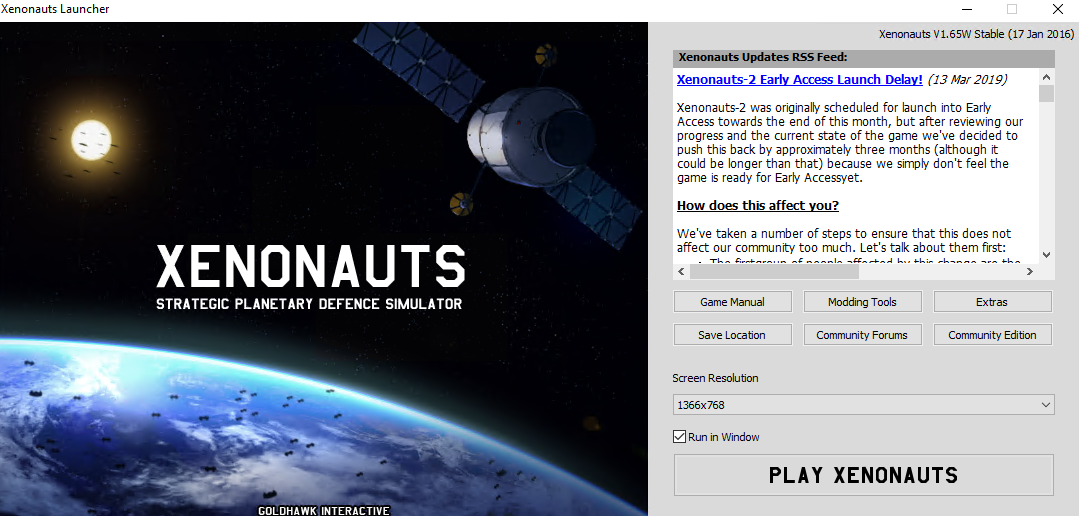 Xenonauts Launcher
Xenonauts V1.65W Stable (17 Jan 2016)
XENONAUTS
STRATEGIC PLANETARY DEFENCE SIMULATOR
GOLDHAWK INTERACTIVE
Xenonauts Updates RSS Feed:
Xenonauts-2 Early Access Launch Delay! (13 Mar 2019)
Xenonauts-2 was originally scheduled for launch into Early
Access towards the end of this month, but after reviewing our
progress and the current state of the game we've decided to
push this back by approximately three months (although it
could be longer than that) because we simply don't feel the
game is ready for Early Accessyet.
How does this affect you?
We've taken a number of steps to ensure that this does not
affect our community too much. Let's talk about them first:
• The firstgroup of people affected by this change are the
Game Manual
Modding Tools
Extras
Save Location
Community Forums
Community Edition
Screen Resolution
1366x768
Run in Window
PLAY XENONAUTS